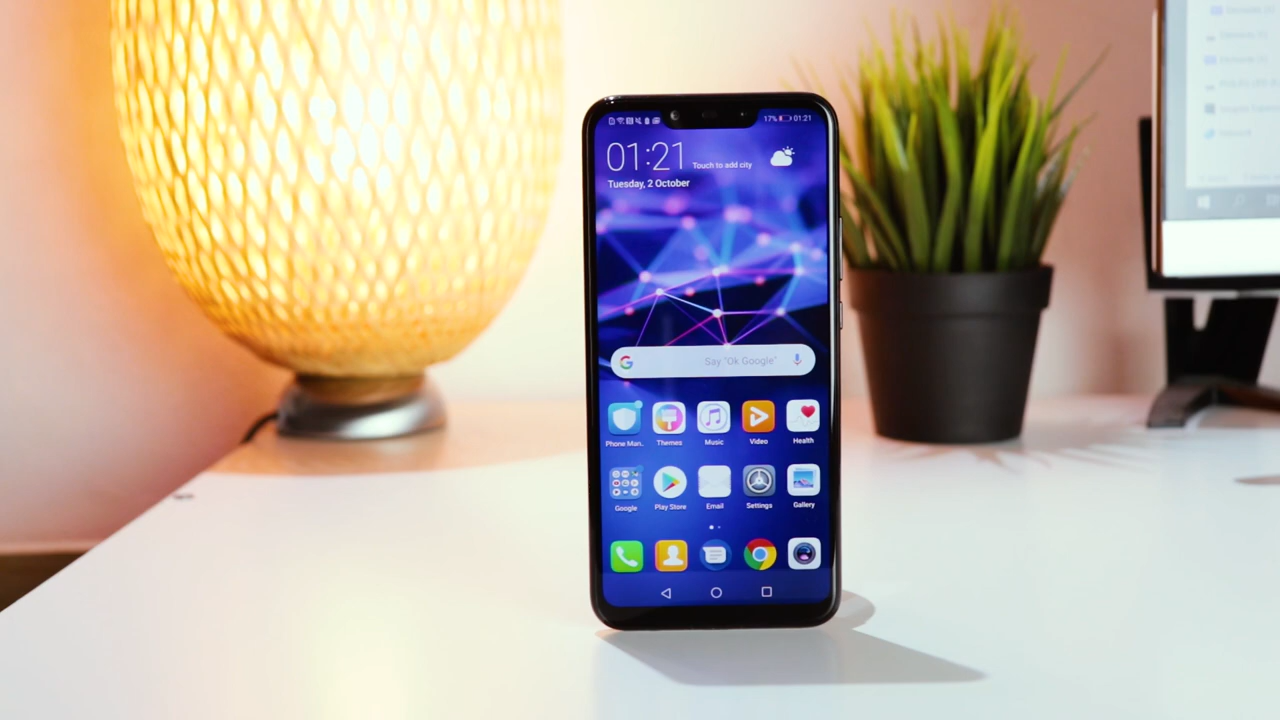 17% 01:21
01:21 Touch to add city
Tuesday, 2 October
G Say "Ok Google"
Phone Man..
Themes
Music
Video
Health
Google
Play Store
Email
Settings
Gallery